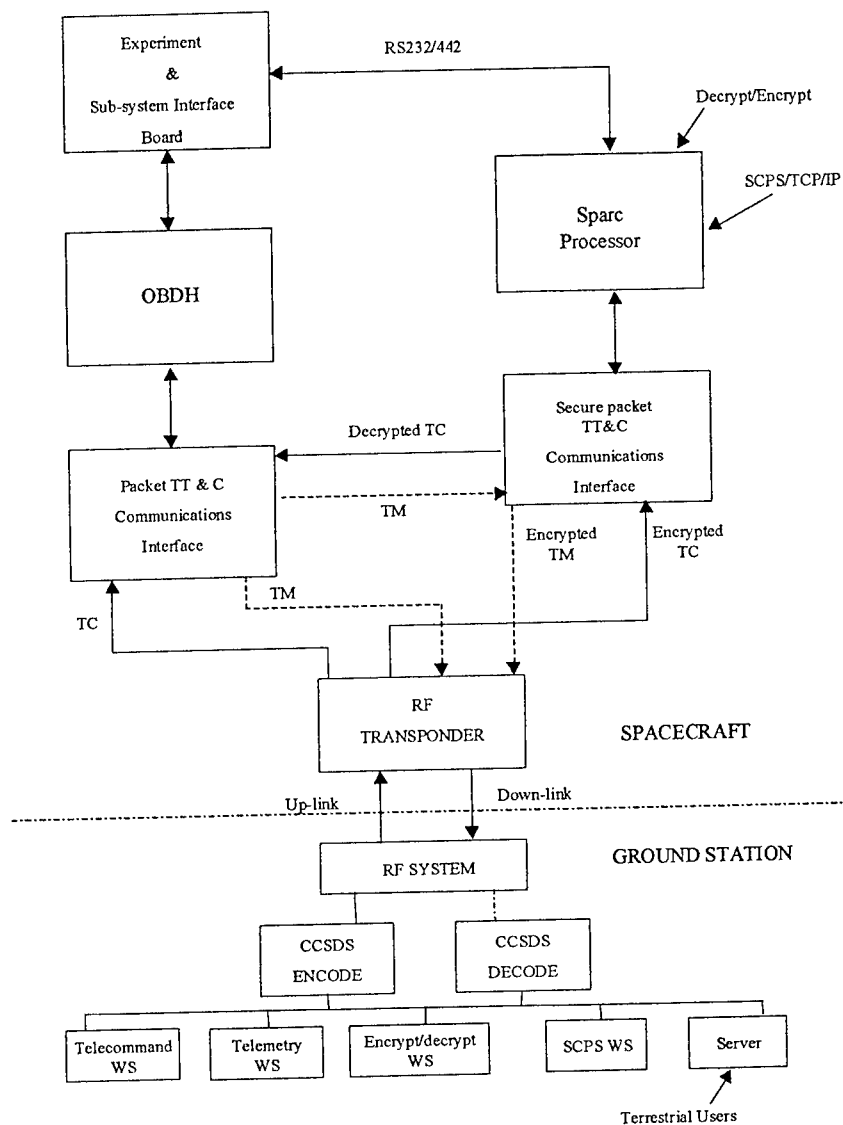 Experiment
&
Sub-system Interface
Board
RS232/442
Decrypt/Encrypt
SCPS/TCP/IP
Sparc
Processor
OBDH
Secure packet
TT&C
Communications
Interface
Decrypted TC
Packet TT & C
Communications
Interface
TM
Encrypted
TM
Encrypted
TC
TM
TC
RF
TRANSPONDER
SPACECRAFT
Up-link
Down-link
RF SYSTEM
GROUND STATION
CCSDS
ENCODE
CCSDS
DECODE
Telecommand
WS
Telemetry
WS
Encrypt/decrypt
WS
SCPS WS
Server
Terrestrial Users